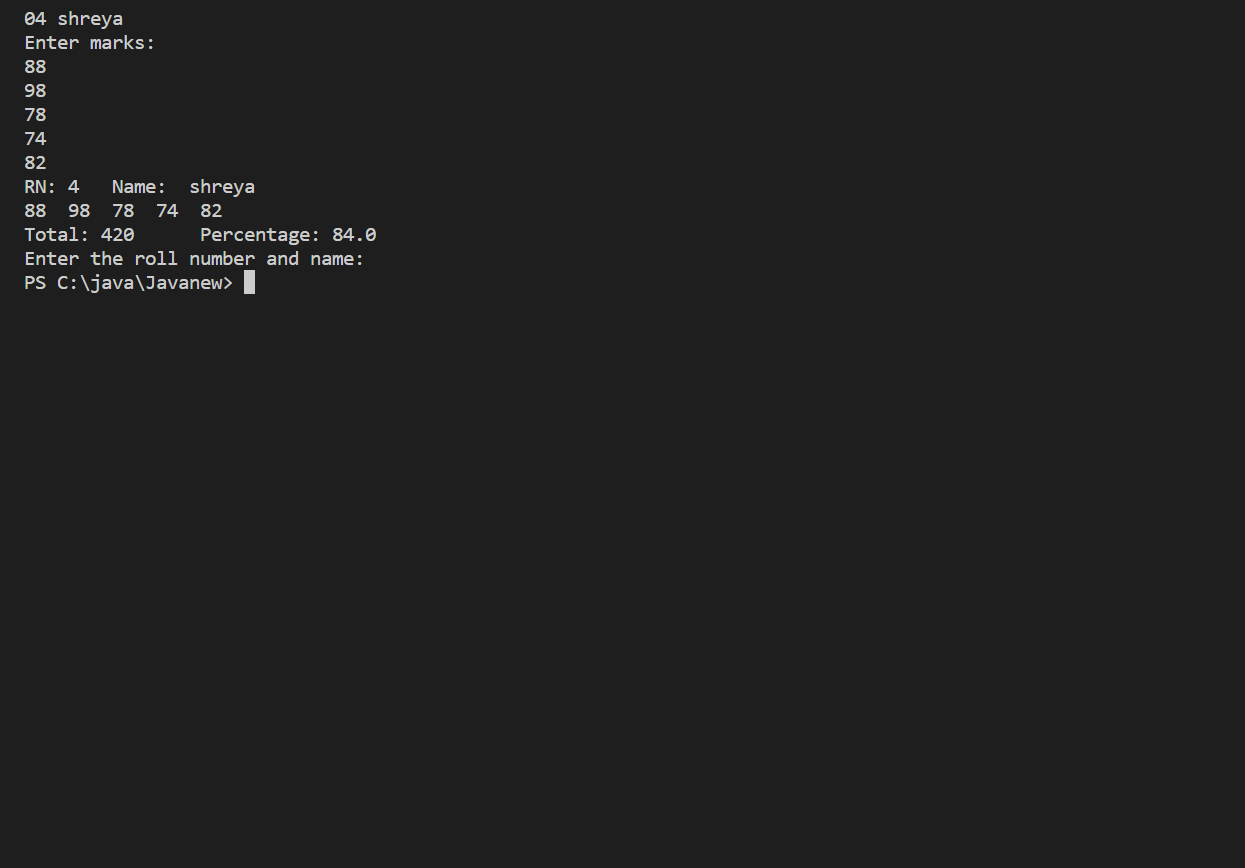 04 shreya
Enter marks:
88
98
78
74
82
RN: 4   Name:  shreya
88  98  78  74  82
Total: 420      Percentage: 84.0
Enter the roll number and name:
PS C:\java\Javanew>